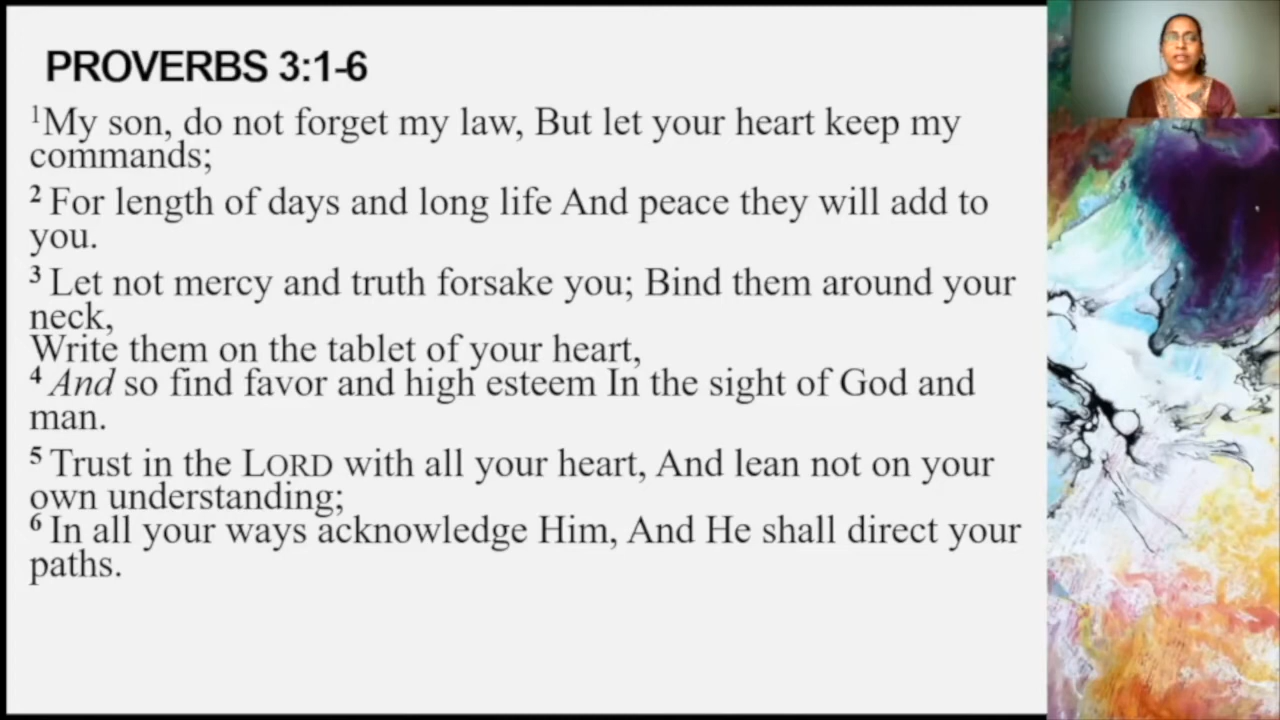 PROVERBS 3:1-6
1My son, do not forget my law, But let your heart keep my
commands;
2 For length of days and long life And peace they will add to
you.
3 Let not mercy and truth forsake you; Bind them around your
neck,
Write them on the tablet of your heart,
4 And so find favor and high esteem In the sight of God and
man.
5 Trust in the LORD with all your heart, And lean not on your
own understanding;
6 In all your ways acknowledge Him, And He shall direct your
paths.